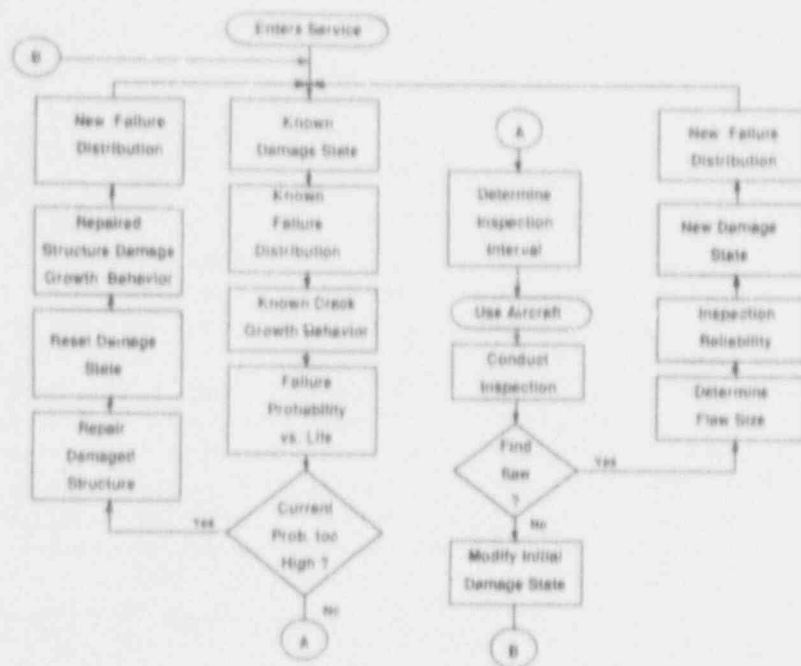 Enters Service
B
New Failure
Distribution
Repaired
Structure Damage
Growth Behavior
Reset Damage
State
Repair
Damaged
Structure
Known
Damage State
Known
Failure
Distribution
Known Crack
Growth Behavior
Failure
Probability
vs. Life
Current
Prob. too
High ?
Yes
No
A
A
Determine
Inspection
Interval
Use Aircraft
Conduct
Inspection
Find
flaw
?
Yes
No
Modify Initial
Damage State
B
New Failure
Distribution
New Damage
State
Inspection
Reliability
Determine
Flaw Size